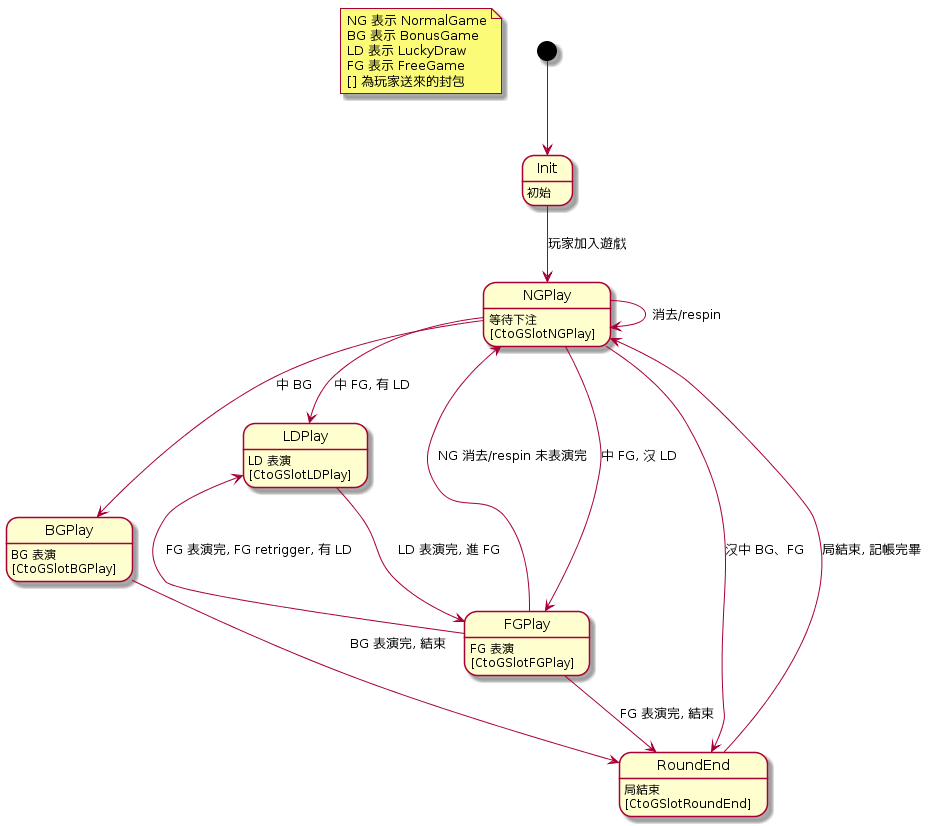 NG 表示 NormalGame
BG 表示 BonusGame
LD 表示 LuckyDraw
FG 表示 FreeGame
[] 為玩家送來的封包
Init
初始
玩家加入遊戲
NGPlay
等待下注
[CtoGSlotNGPlay]
消去/respin
中 BG
中 FG, 有 LD
LDPlay
LD 表演
[CtoGSlotLDPlay]
NG 消去/respin 未表演完
中 FG, 沒 LD
BGPlay
BG 表演
[CtoGSlotBGPlay]
FG 表演完, FG retrigger, 有 LD
LD 表演完, 進 FG
沒中 BG、FG
局結束, 記帳完畢
FGPlay
FG 表演
[CtoGSlotFGPlay]
BG 表演完, 結束
FG 表演完, 結束
RoundEnd
局結束
[CtoGSlotRoundEnd]